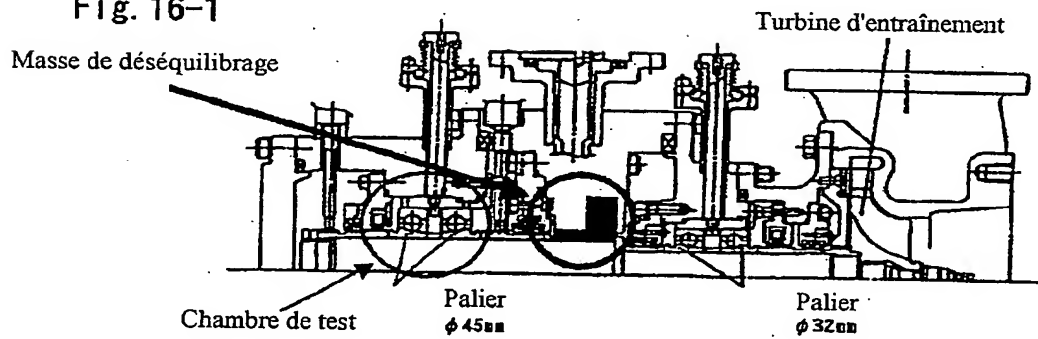 Fig. 16-1
Turbine d'entraînement
Masse de déséquilibrage
Palier
φ 45mm
Palier
φ 32mm
Chambre de test